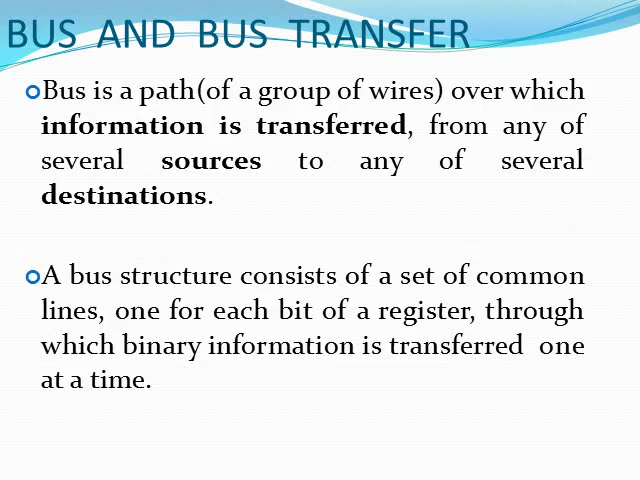 BUS AND BUS TRANSFER
Bus is a path(of a group of wires) over which
information is transferred, from any of
several sources to any of several
destinations.
A bus structure consists of a set of common
lines, one for each bit of a register, through
which binary information is transferred one
at a time.